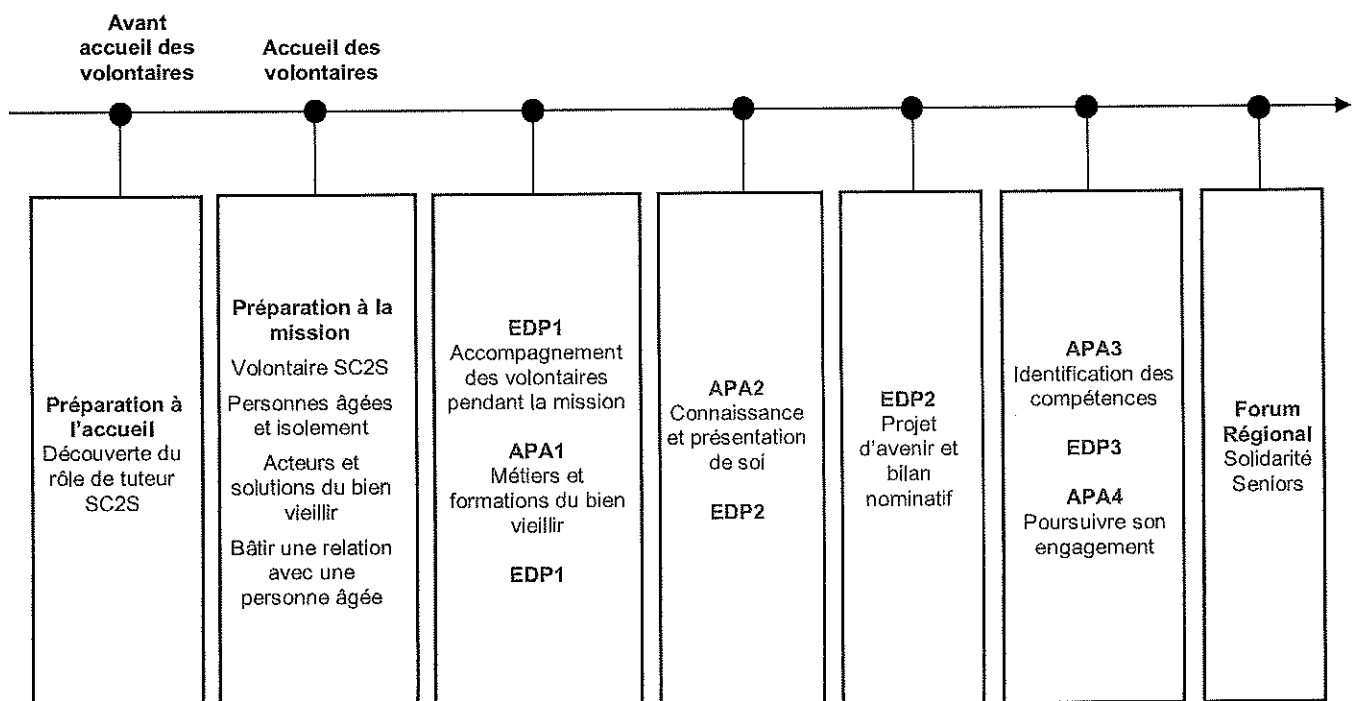 Avant
accueil des
volontaires
Accueil des
volontaires
Préparation à
l'accueil
Découverte du
rôle de tuteur
SC2S
Préparation à la
mission
Volontaire SC2S
Personnes âgées
et isolement
Acteurs et
solutions du bien
vieillir
Bâtir une relation
avec une
personne âgée
EDP1
Accompagnement
des volontaires
pendant la mission
APA1
Métiers et
formations du bien
vieillir
EDP1
APA2
Connaissance
et présentation
de soi
EDP2
EDP2
Projet
d'avenir et
bilan
nominatif
APA3
Identification des
compétences
EDP3
APA4
Poursuivre son
engagement
Forum
Régional
Solidarité
Seniors